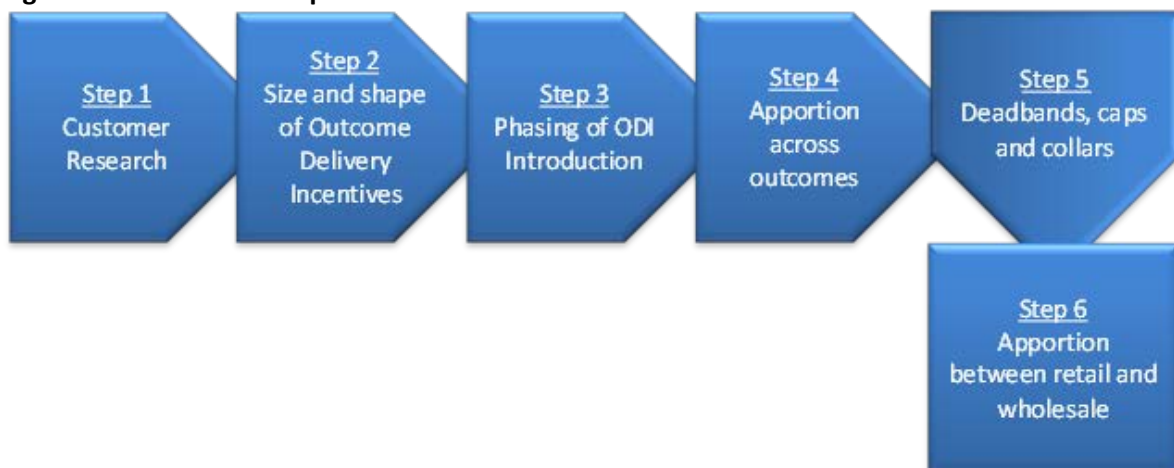 Step 1
Customer
Research
Step 2
Size and shape
of Outcome
Delivery
Incentives
Step 3
Phasing of ODI
Introduction
Step 4
Apportion
across
outcomes
Step 5
Deadbands, caps
and collars
Step 6
Apportion
between retail and
wholesale